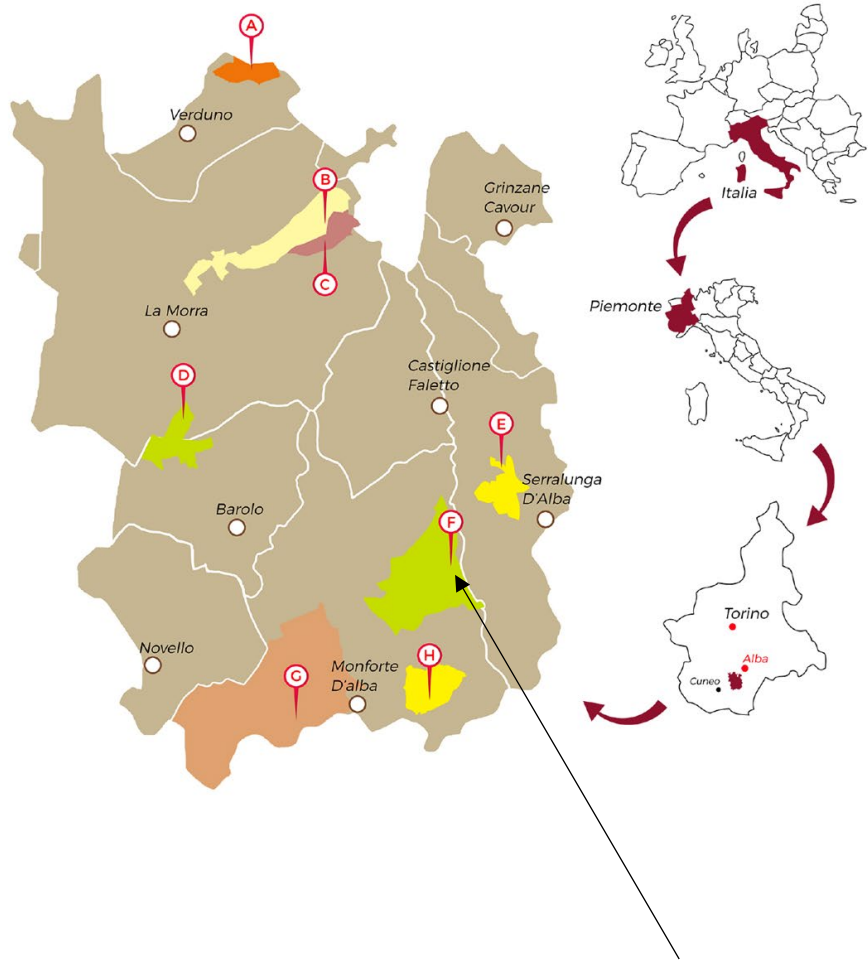 A
Verduno
B
Grinzane
Cavour
C
La Morra
Castiglione
Faletto
D
E
Serralunga
D'Alba
Barolo
F
Novello
H
Monforte
D'alba
G
Italia
Piemonte
Torino
Alba
Cuneo